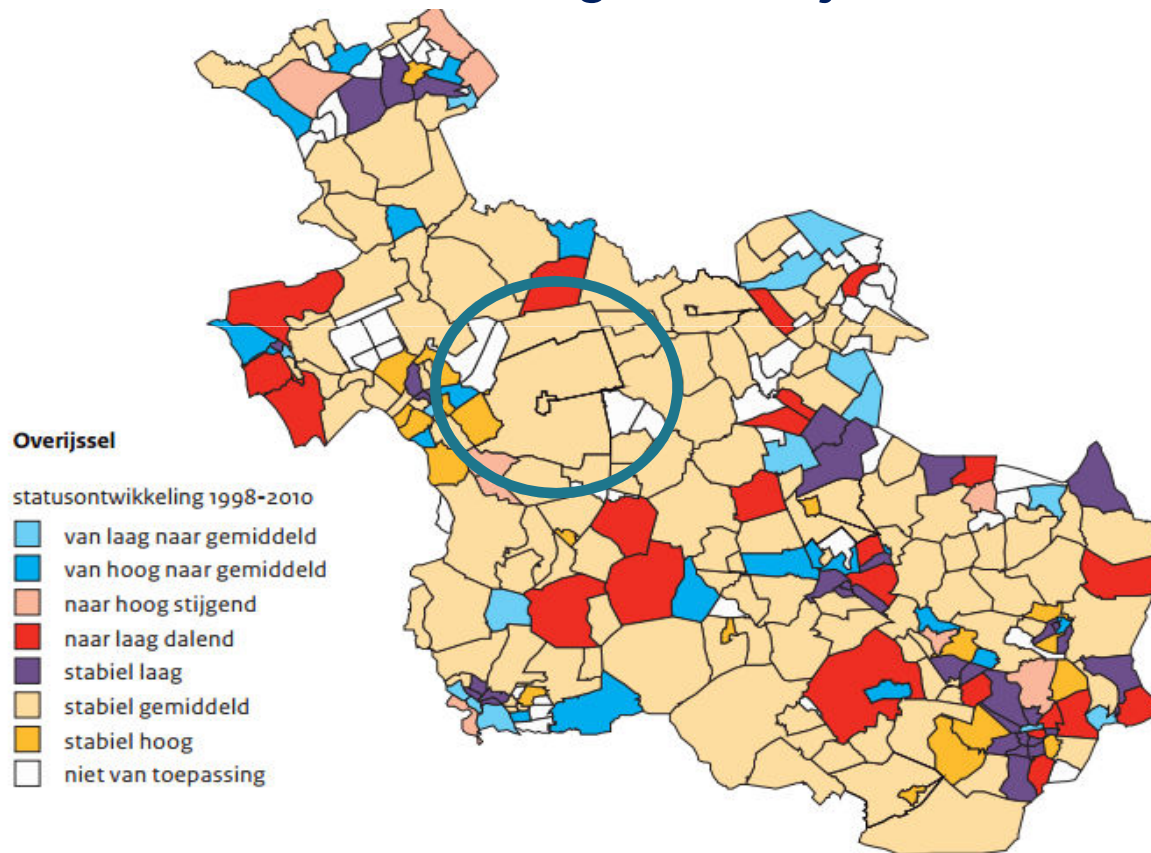 Overijssel
statusontwikkeling 1998-2010
van laag naar gemiddeld
van hoog naar gemiddeld
naar hoog stijgend
naar laag dalend
stabiel laag
stabiel gemiddeld
stabiel hoog
niet van toepassing